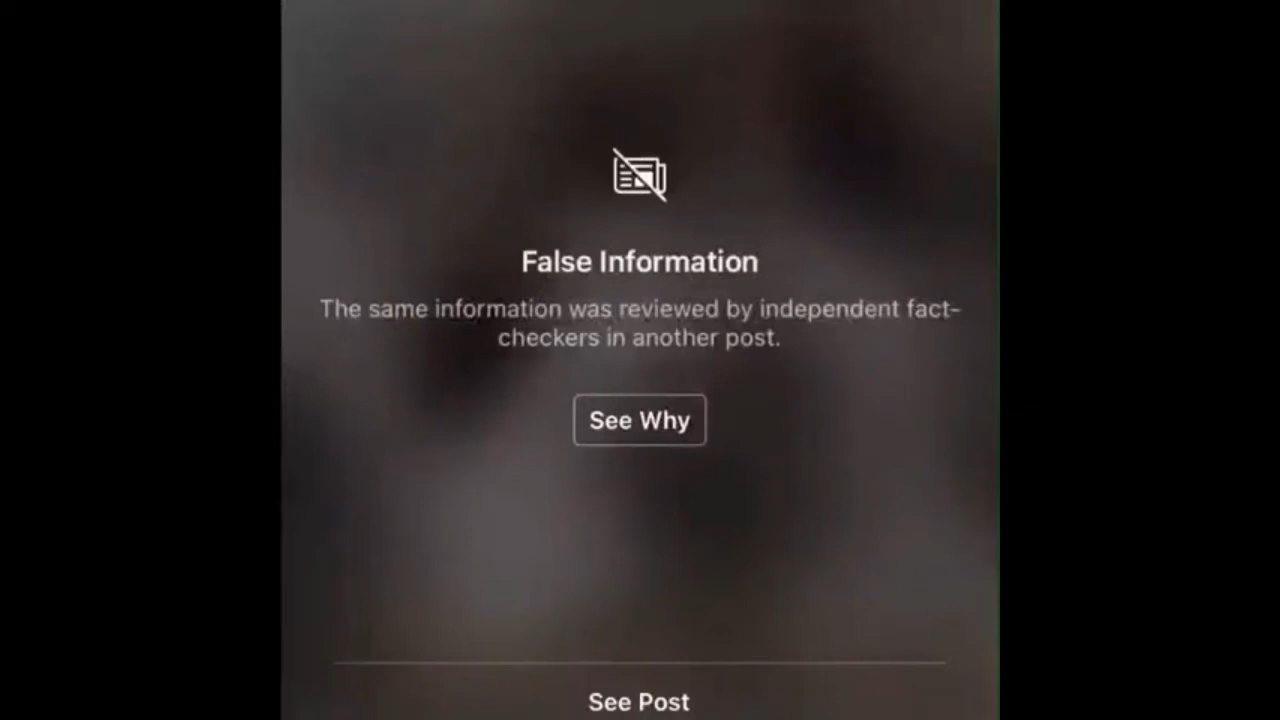 False Information
The same information was reviewed by independent fact-
checkers in another post.
See Why
See Post